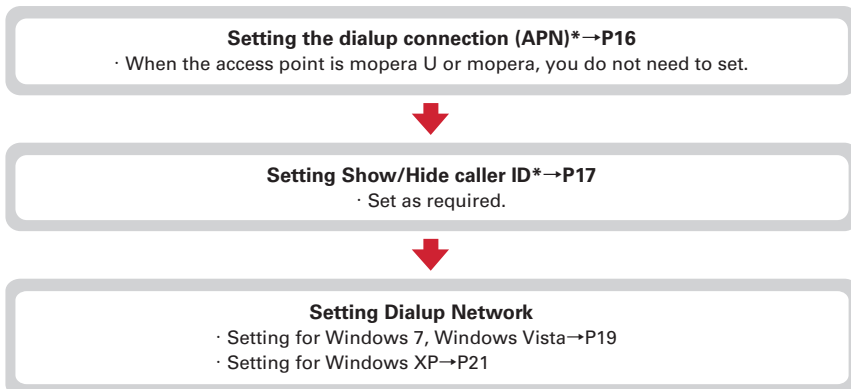 Setting the dialup connection (APN)*→P16
· When the access point is mopera U or mopera, you do not need to set.
Setting Show/Hide caller ID*→P17
· Set as required.
Setting Dialup Network
· Setting for Windows 7, Windows Vista→P19
· Setting for Windows XP→P21